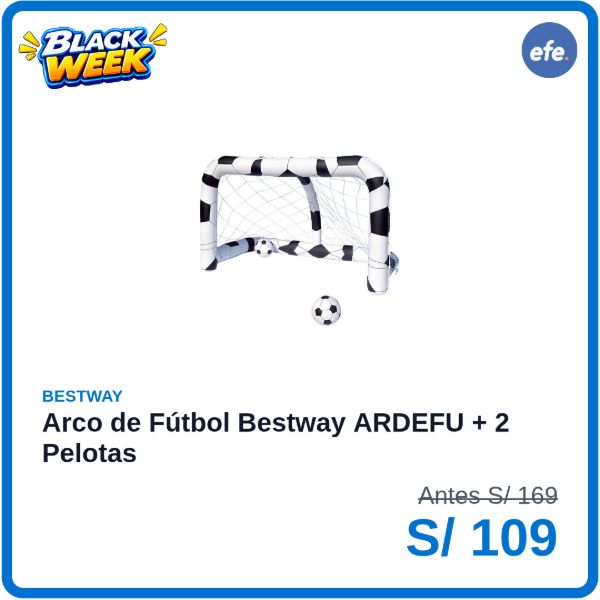 BLACK
WEEK
efe.
BESTWAY
Arco de Fútbol Bestway ARDEFU + 2
Pelotas
Antes S/ 169
S/ 109